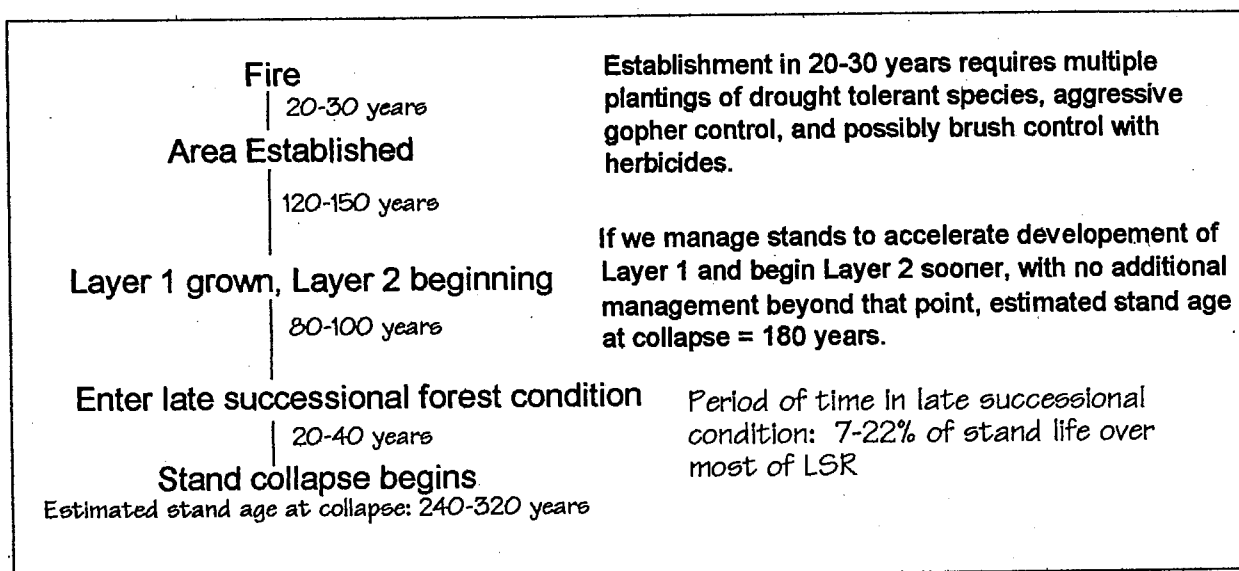 Fire
20-30 years
Area Established
120-150 years
Layer 1 grown, Layer 2 beginning
80-100 years
Enter late successional forest condition
20-40 years
Stand collapse begins
Estimated stand age at collapse: 240-320 years
Establishment in 20-30 years requires multiple
plantings of drought tolerant species, aggressive
gopher control, and possibly brush control with
herbicides.
If we manage stands to accelerate developement of
Layer 1 and begin Layer 2 sooner, with no additional
management beyond that point, estimated stand age
at collapse = 180 years.
Period of time in late successional
condition: 7-22% of stand life over
most of LSR